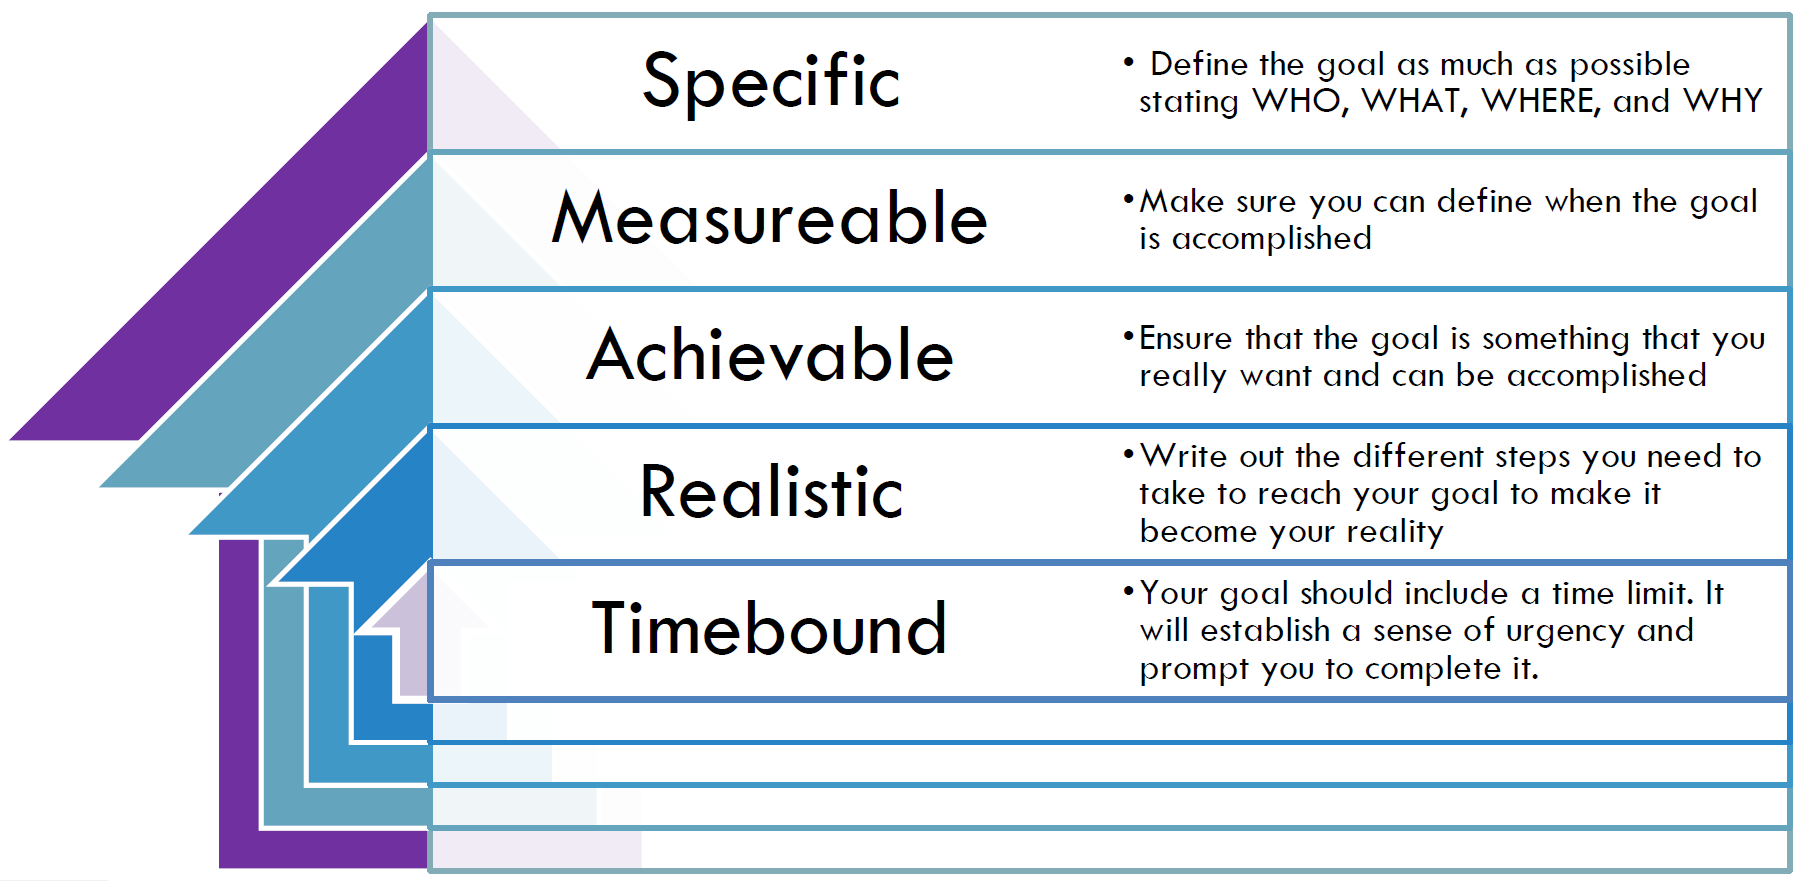 Specific
• Define the goal as much as possible
stating WHO, WHAT, WHERE, and WHY
Measureable
•Make sure you can define when the goal
is accomplished
Achievable
•Ensure that the goal is something that you
really want and can be accomplished
Realistic
•Write out the different steps you need to
take to reach your goal to make it
become your reality
Timebound
•Your goal should include a time limit. It
will establish a sense of urgency and
prompt you to complete it.